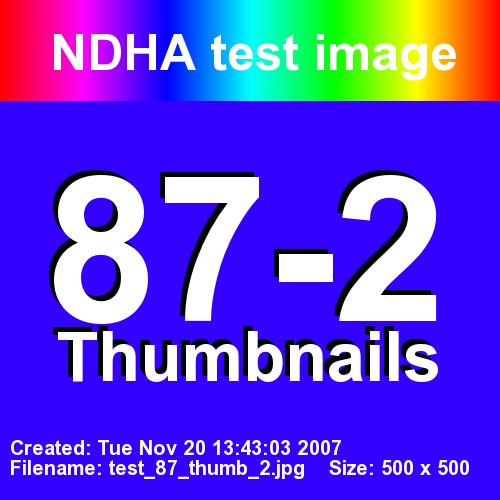 NDHA test image
87-2
Thumbnails
Created: Tue Nov 20 13:43:03 2007
Filename: test_87_thumb_2.jpg    Size: 500 x 500